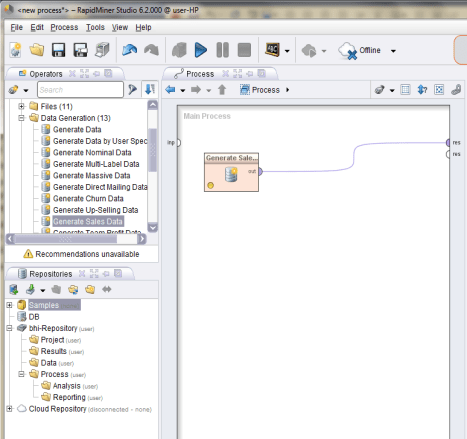 <new process*> – RapidMiner Studio 6.2.000 @ user-HP
File Edit Process Tools View Help
Offline
Operators
Process
Search
Process
Files (11)
Data Generation (13)
Generate Data
Generate Data by User Spec
Generate Nominal Data
Generate Multi-Label Data
Generate Massive Data
Generate Direct Mailing Data
Generate Churn Data
Generate Up-Selling Data
Generate Sales Data
Generate Team Profit Data
Recommendations unavailable
Main Process
inp
Generate Sale...
out
res
res
Repositories
Samples
DB
bhi-Repository (user)
Project (user)
Results (user)
Data (user)
Process (user)
Analysis (user)
Reporting (user)
Cloud Repository (disconnected - none)